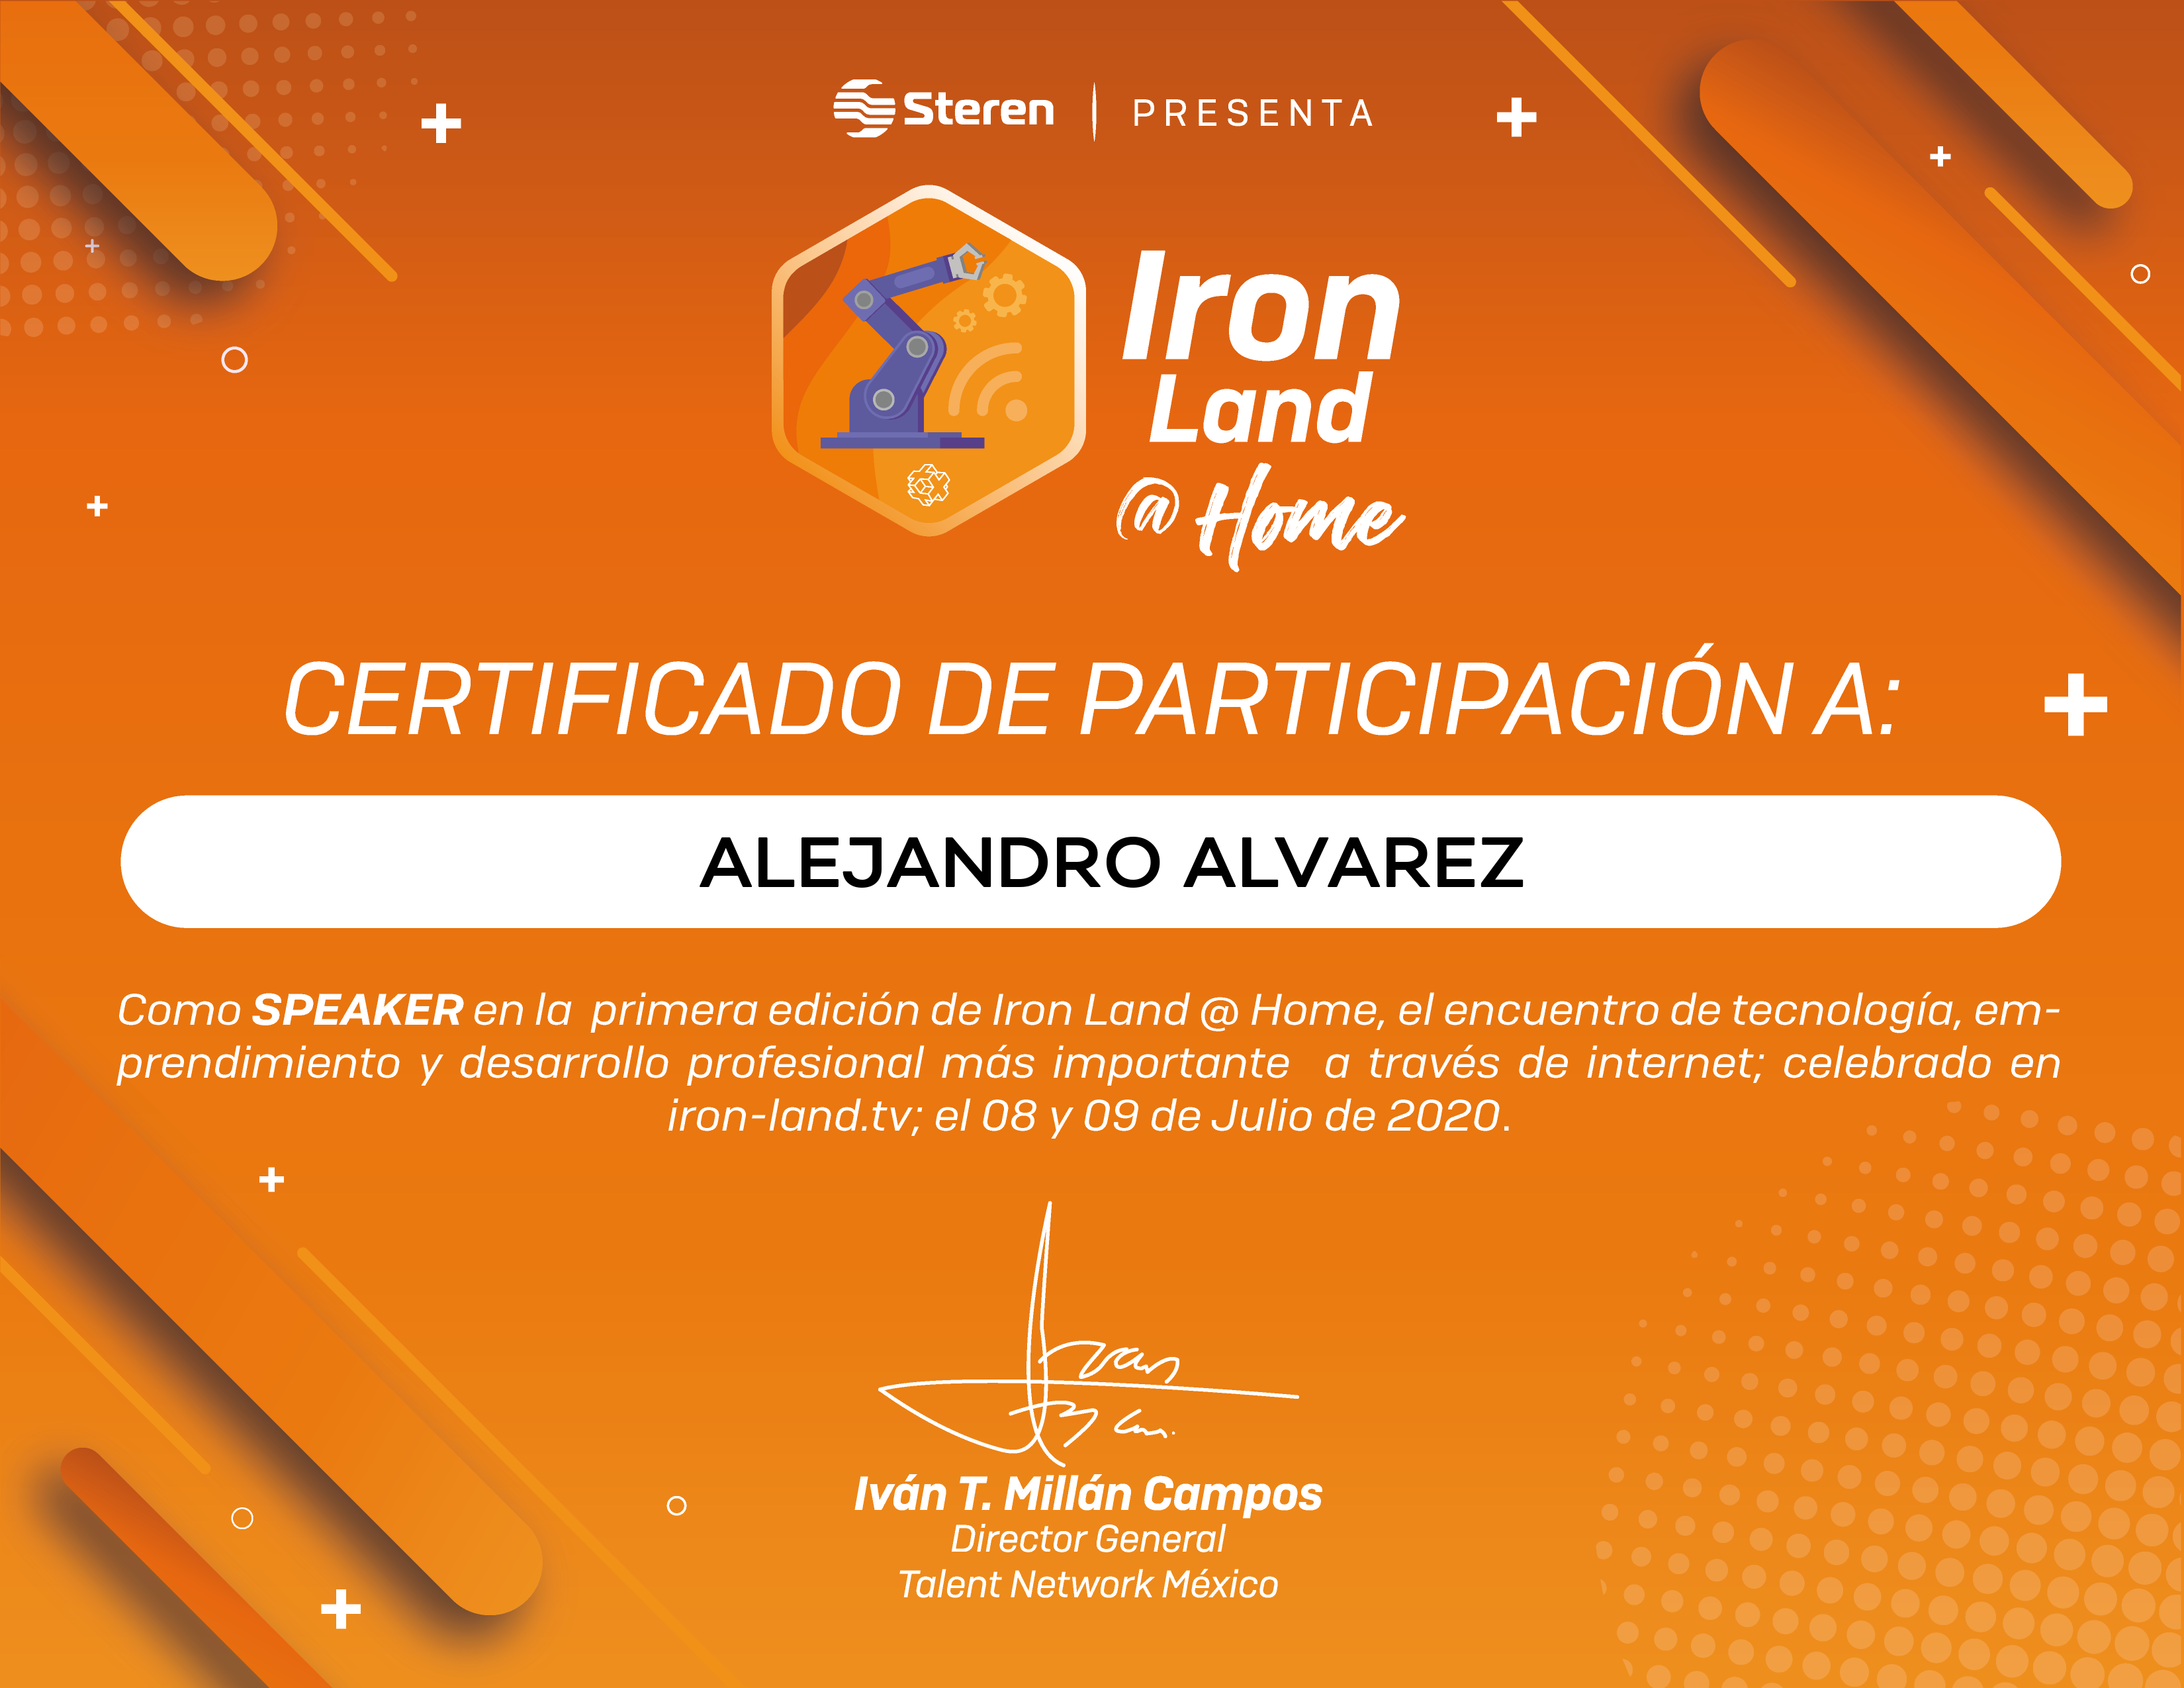 Steren | PRESENTA
Iron
Land
@ Home
CERTIFICADO DE PARTICIPACIÓN A:
ALEJANDRO ALVAREZ
Como SPEAKER en la primera edición de Iron Land @ Home, el encuentro de tecnología, em-
prendimiento y desarrollo profesional más importante a través de internet; celebrado en
iron-land.tv; el 08 y 09 de Julio de 2020.
Iván T. Millán Campos
Director General
Talent Network México